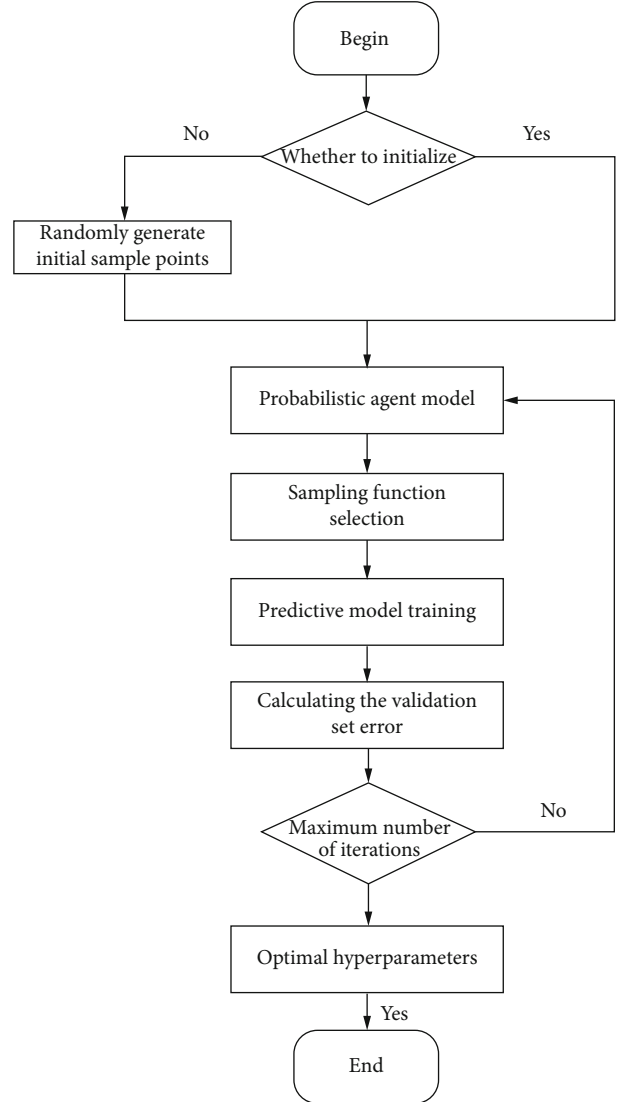 Begin
No
Yes
Whether to initialize
Randomly generate
initial sample points
Probabilistic agent model
Sampling function
selection
Predictive model training
Calculating the validation
set error
No
Maximum number
of iterations
Optimal hyperparameters
Yes
End